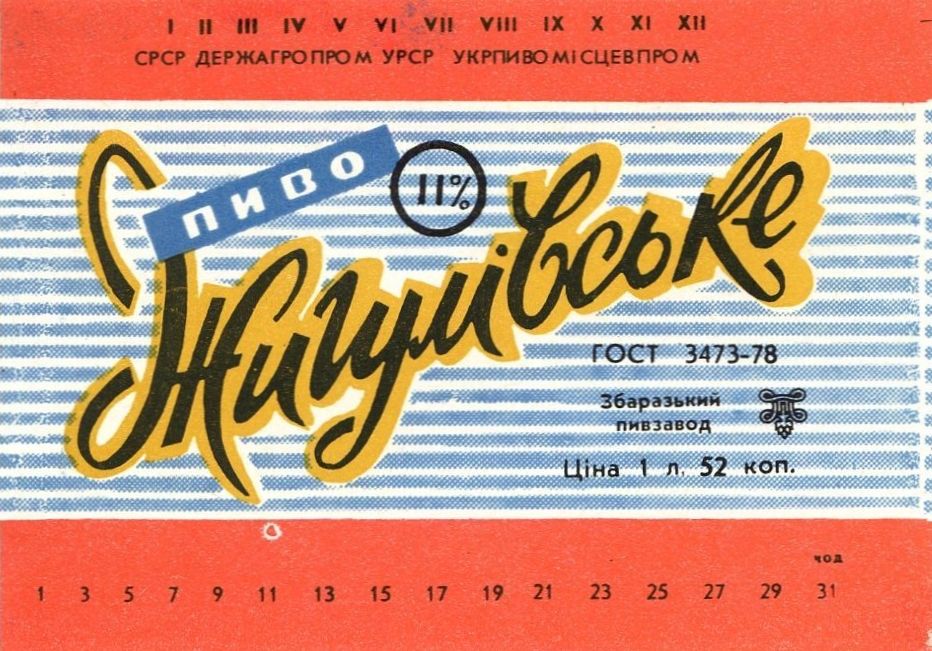 I II III IV V VI VII VIII IX X XI XII
СРСР ДЕРЖАГРОПРОМ УРСР УКРПИВОМІСЦЕВПРОМ
ПИВО
11%
Жигулівське
ГОСТ 3473-78
Збаразький
пивзавод
Ціна 1 л. 52 коп.
1 3 5 7 9 11 13 15 17 19 21 23 25 27 29 31